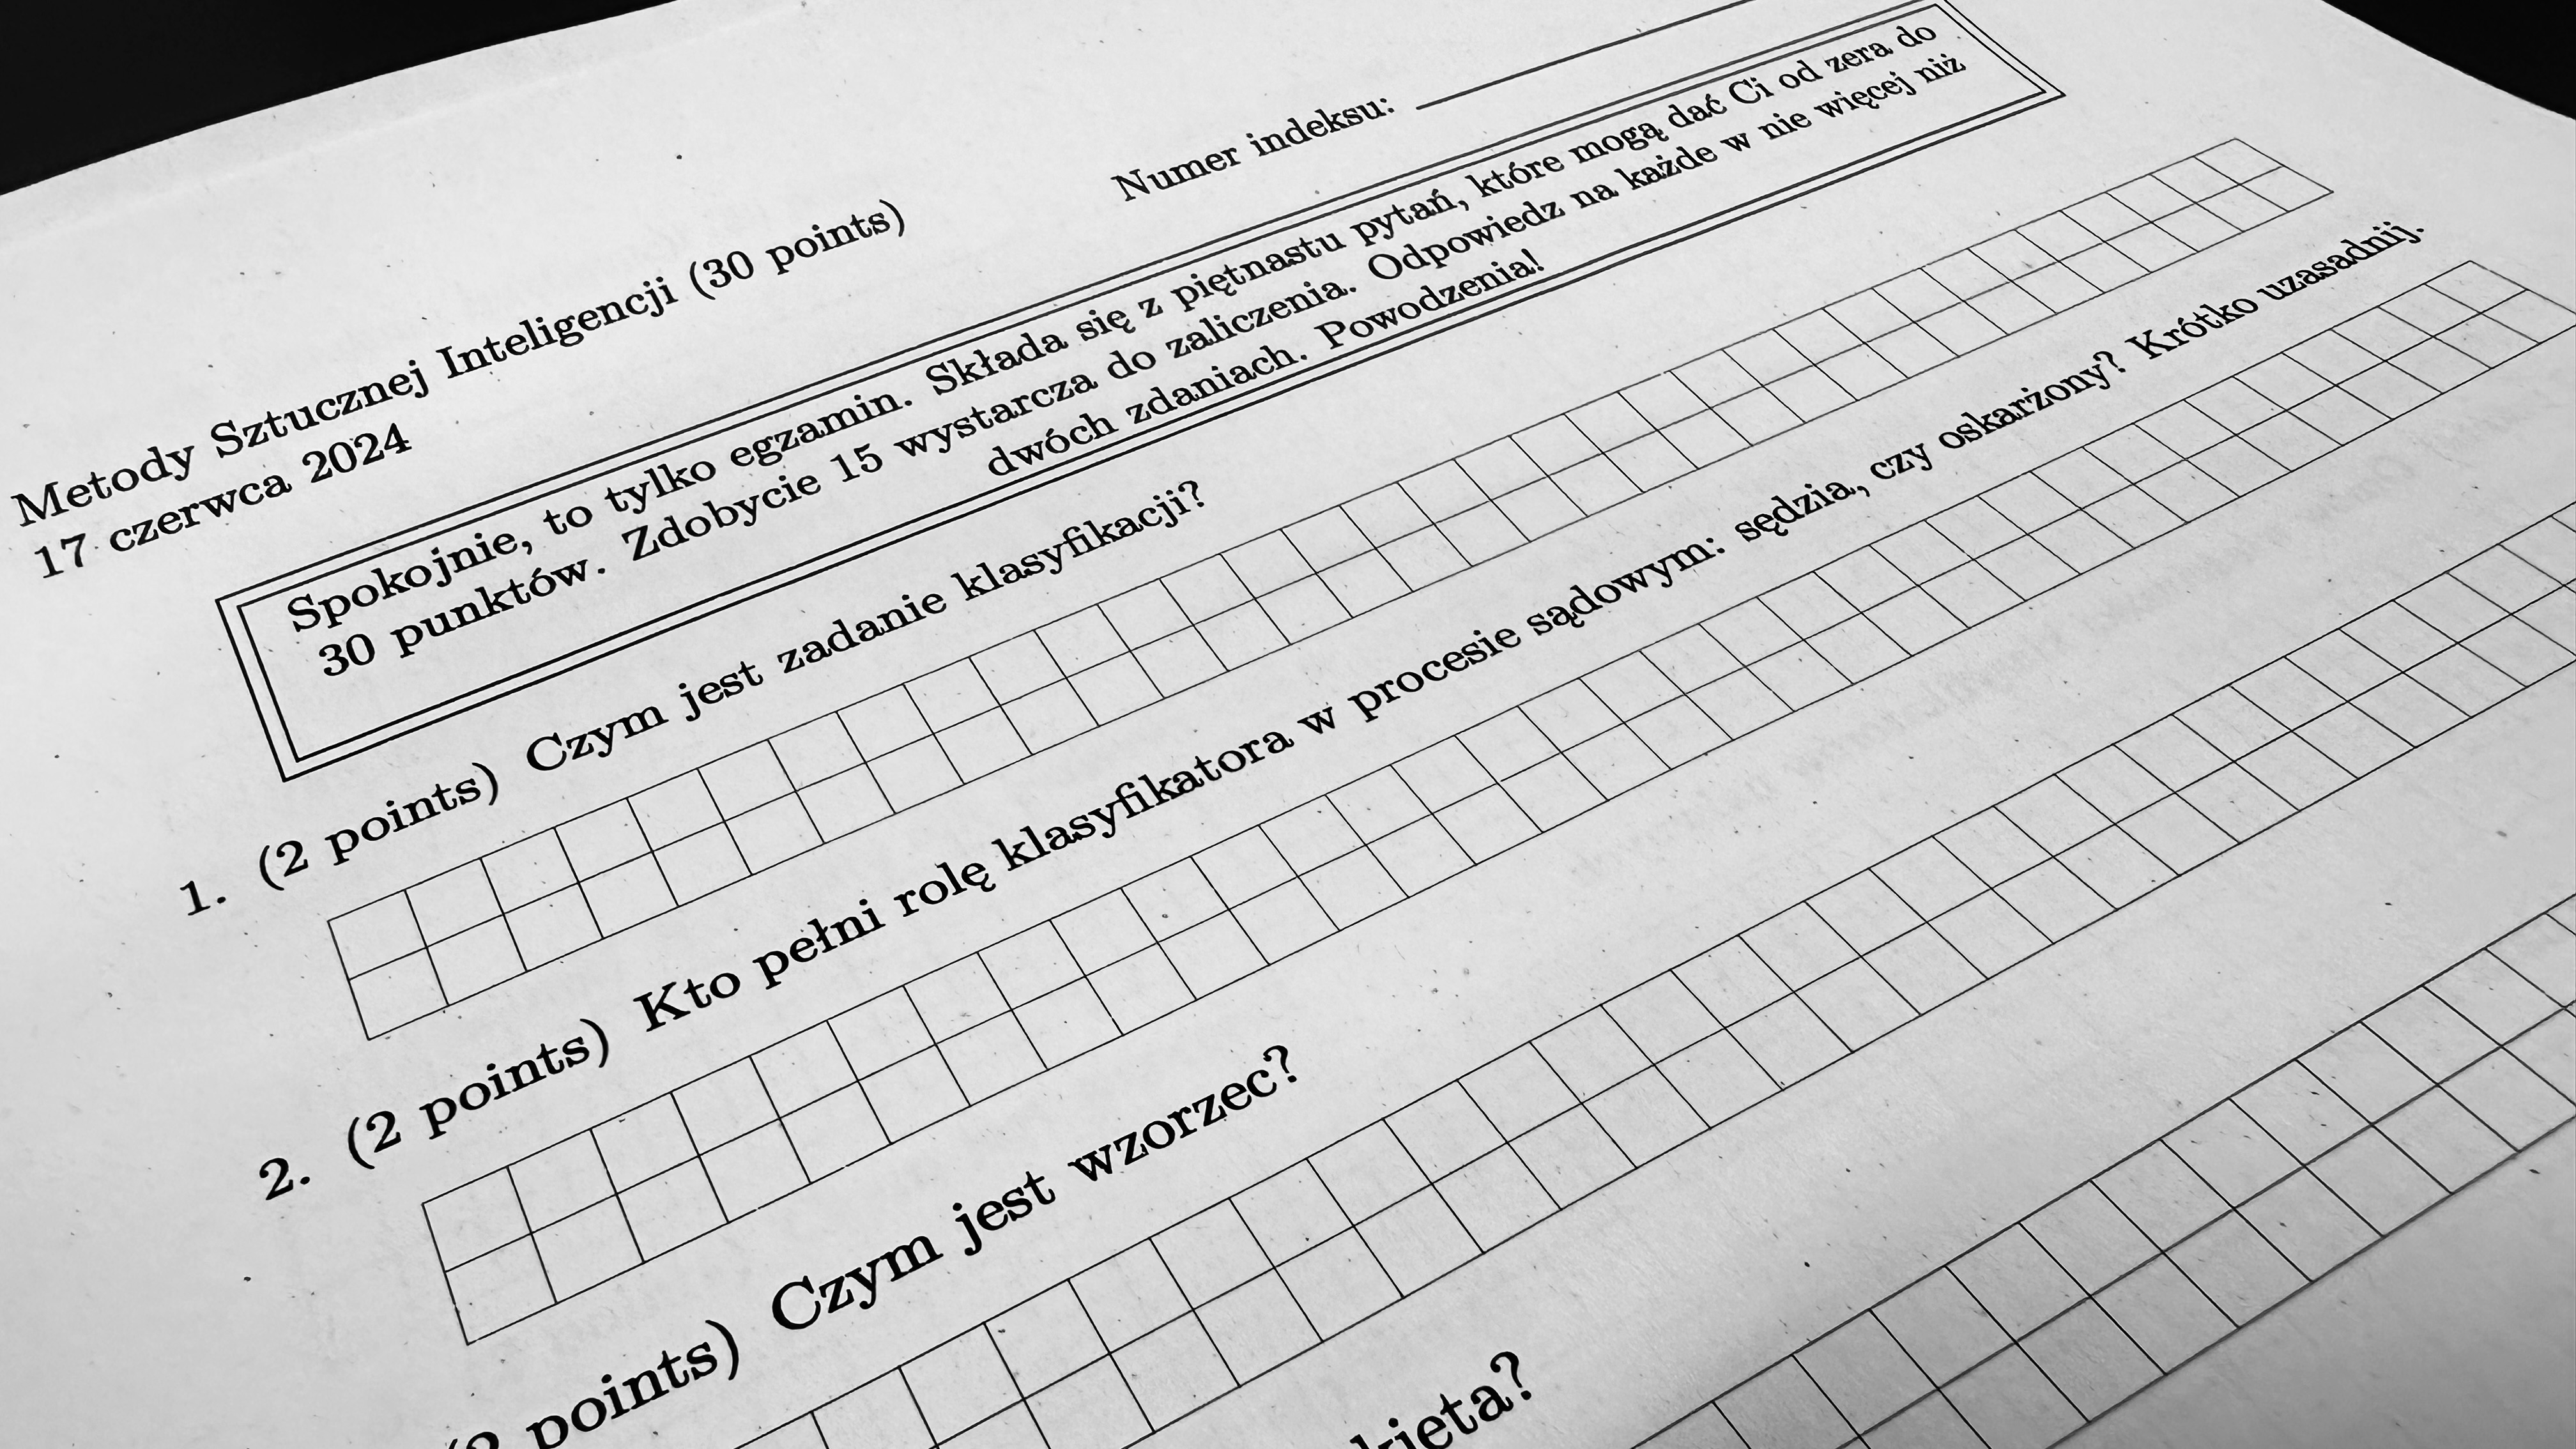 Metody Sztucznej Inteligencji (30 points)
17 czerwca 2024
Numer indeksu:
Spokojnie, to tylko egzamin. Składa się z piętnastu pytań, które mogą dać Ci od zera do
30 punktów. Zdobycie 15 wystarcza do zaliczenia. Odpowiedz na każde w nie więcej niż
dwóch zdaniach. Powodzenia!
1. (2 points) Czym jest zadanie klasyfikacji?
2. (2 points) Kto pełni rolę klasyfikatora w procesie sądowym: sędzia, czy oskarżony? Krótko uzasadnij.
(2 points) Czym jest wzorzec?